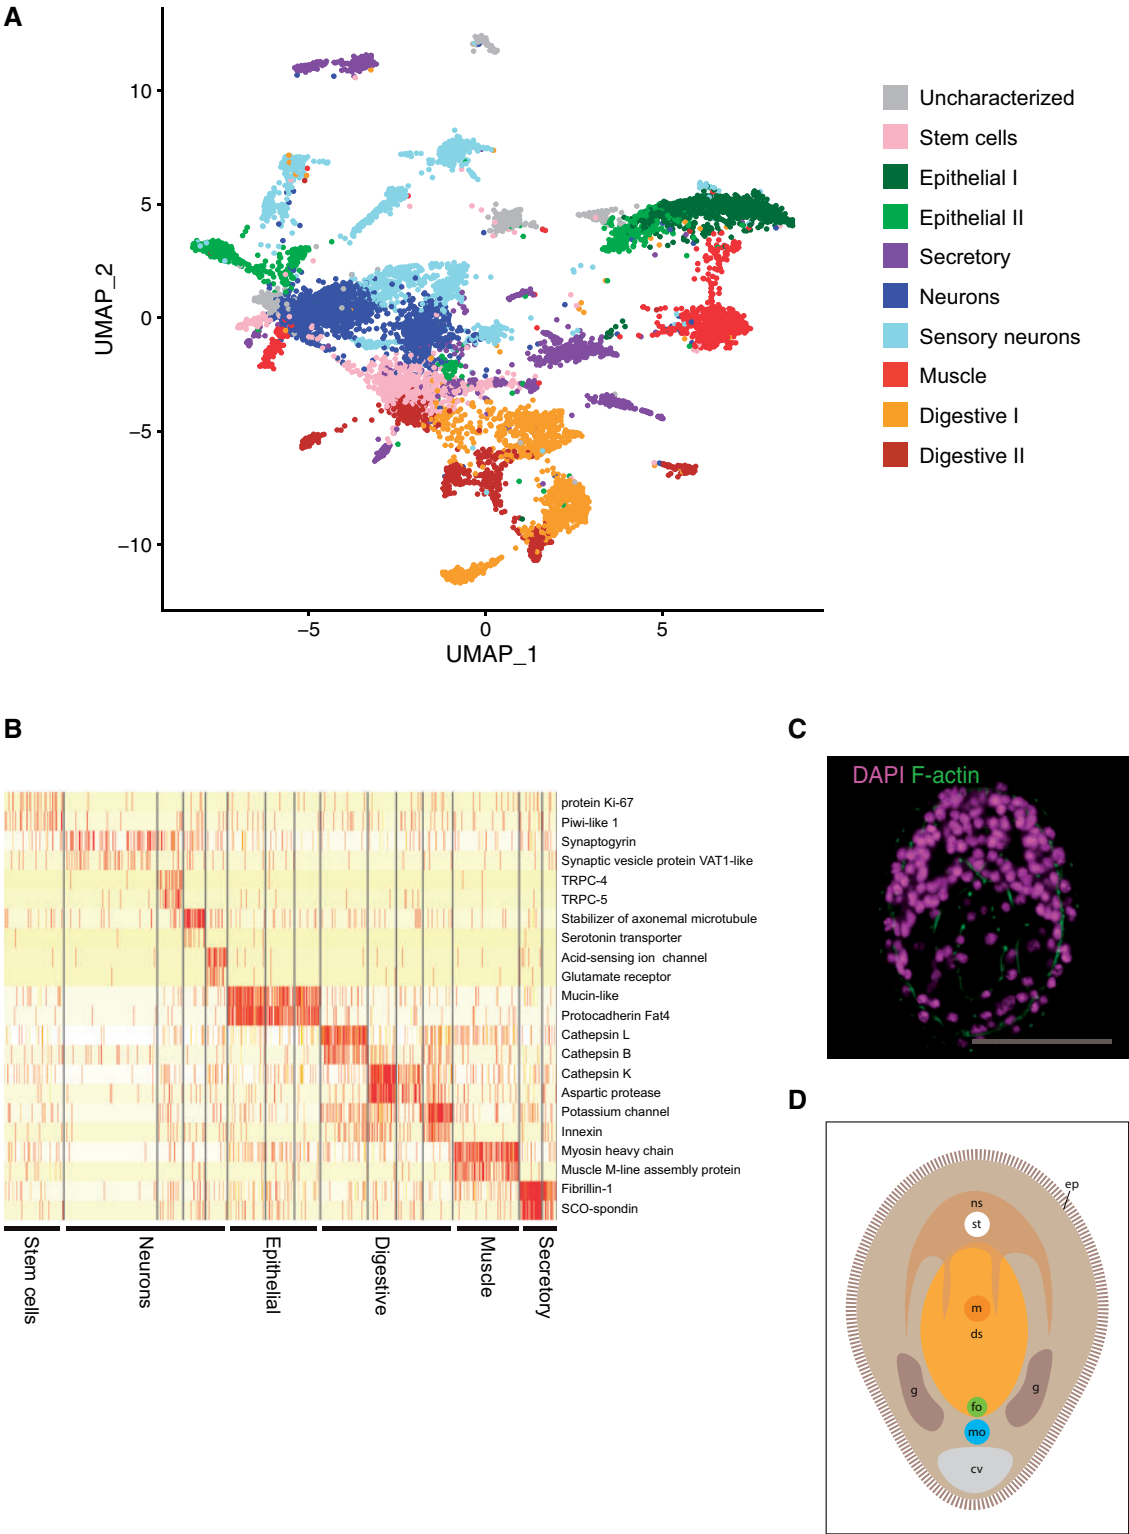 A
10
5
0
−5
−10
UMAP_2
−5
0
5
UMAP_1
Uncharacterized
Stem cells
Epithelial I
Epithelial II
Secretory
Neurons
Sensory neurons
Muscle
Digestive I
Digestive II
B
protein Ki-67
Piwi-like 1
Synaptogyrin
Synaptic vesicle protein VAT1-like
TRPC-4
TRPC-5
Stabilizer of axonemal microtubule
Serotonin transporter
Acid-sensing ion channel
Glutamate receptor
Mucin-like
Protocadherin Fat4
Cathepsin L
Cathepsin B
Cathepsin K
Aspartic protease
Potassium channel
Innexin
Myosin heavy chain
Muscle M-line assembly protein
Fibrillin-1
SCO-spondin
Stem cells
Neurons
Epithelial
Digestive
Muscle
Secretory
C
DAPI F-actin
D
ep
ns
st
m
ds
g
g
fo
mo
cv